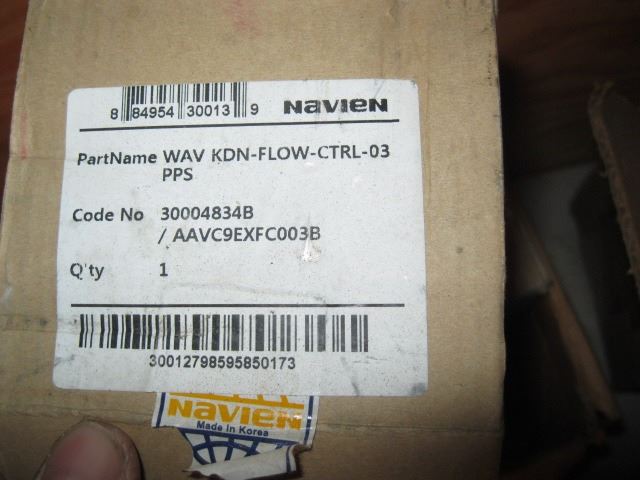 8 84954 30013 9 NAVIEN
PartName WAV KDN-FLOW-CTRL-03
PPS
Code No 30004834B
/ AAVC9EXFC003B
Q'ty 1
30012798595850173
NAVIEN
Made in Korea